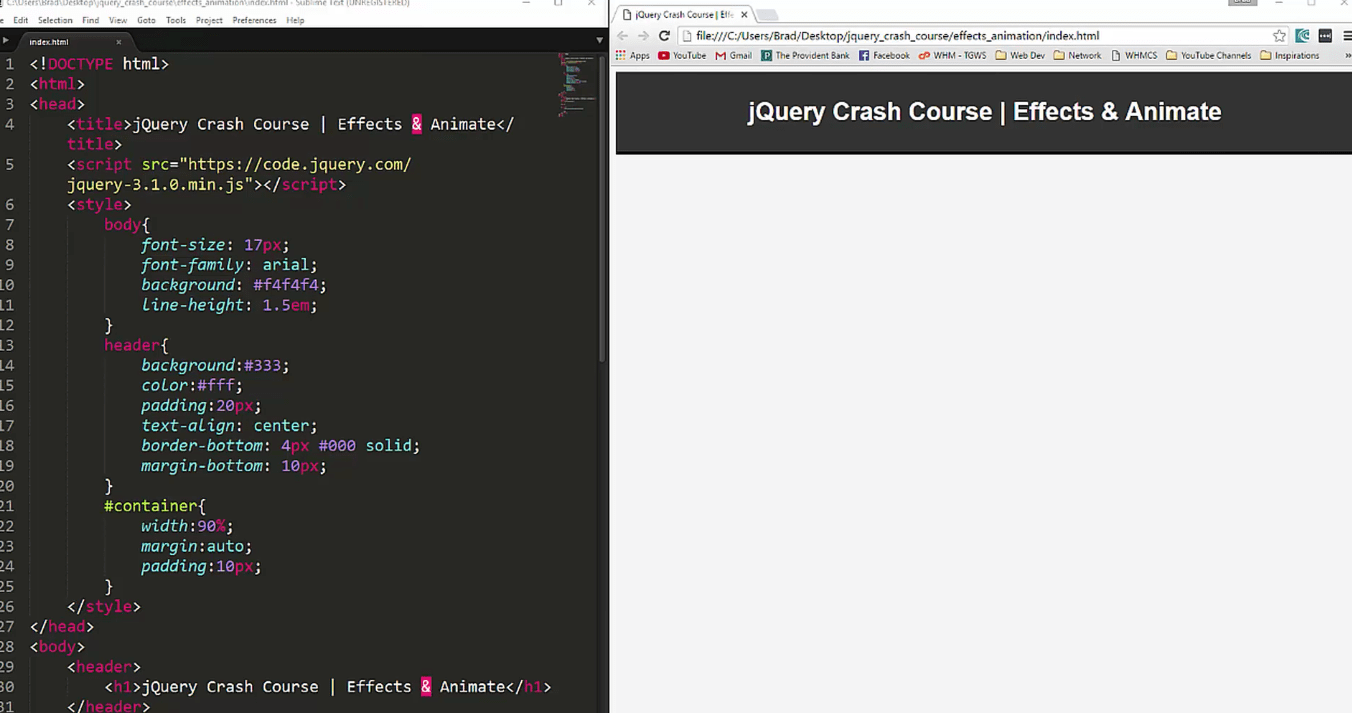 C:\Users\Brad\Desktop\jquery_crash_course\effects_animation\index.html - Sublime Text (UNREGISTERED)
Edit Selection Find View Goto Tools Project Preferences Help
index.html
1 <!DOCTYPE html>
2 <html>
3 <head>
4 <title>jQuery Crash Course | Effects & Animate</
title>
5 <script src="https://code.jquery.com/
jquery-3.1.0.min.js"></script>
6 <style>
7 body{
8 font-size: 17px;
9 font-family: arial;
10 background: #f4f4f4;
11 line-height: 1.5em;
12 }
13 header{
14 background:#333;
15 color:#fff;
16 padding:20px;
17 text-align: center;
18 border-bottom: 4px #000 solid;
19 margin-bottom: 10px;
20 }
21 #container{
22 width:90%;
23 margin:auto;
24 padding:10px;
25 }
26 </style>
27 </head>
28 <body>
29 <header>
30 <h1>jQuery Crash Course | Effects & Animate</h1>
31 </header>
jQuery Crash Course | Effe
file:///C:/Users/Brad/Desktop/jquery_crash_course/effects_animation/index.html
Apps YouTube Gmail The Provident Bank Facebook WHM - TGWS Web Dev Network WHMCS YouTube Channels Inspirations »
jQuery Crash Course | Effects & Animate